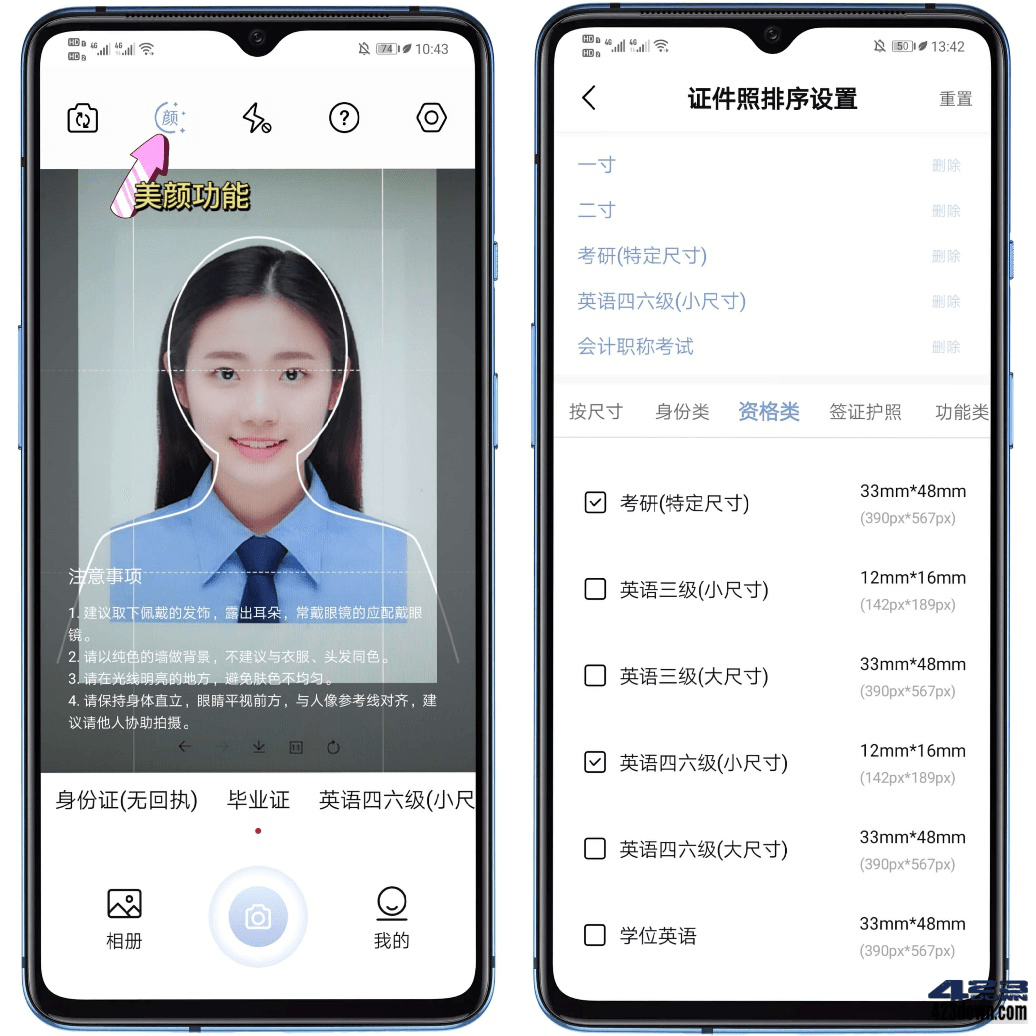 10:43
74
颜
美颜功能
注意事项
1. 建议取下佩戴的发饰，露出耳朵，常戴眼镜的应配戴眼
镜。
2. 请以纯色的墙做背景，不建议与衣服、头发同色。
3. 请在光线明亮的地方，避免肤色不均匀。
4. 请保持身体直立，眼睛平视前方，与人像参考线对齐，建
议请他人协助拍摄。
身份证(无回执)
毕业证
英语四六级(小尺
相册
我的
13:42
50
证件照排序设置
重置
一寸
删除
二寸
删除
考研(特定尺寸)
删除
英语四六级(小尺寸)
删除
会计职称考试
删除
按尺寸
身份类
资格类
签证护照
功能类
考研(特定尺寸)
33mm*48mm
(390px*567px)
英语三级(小尺寸)
12mm*16mm
(142px*189px)
英语三级(大尺寸)
33mm*48mm
(390px*567px)
英语四六级(小尺寸)
12mm*16mm
(142px*189px)
英语四六级(大尺寸)
33mm*48mm
(390px*567px)
学位英语
33mm*48mm
(390px*567px)
423down.com